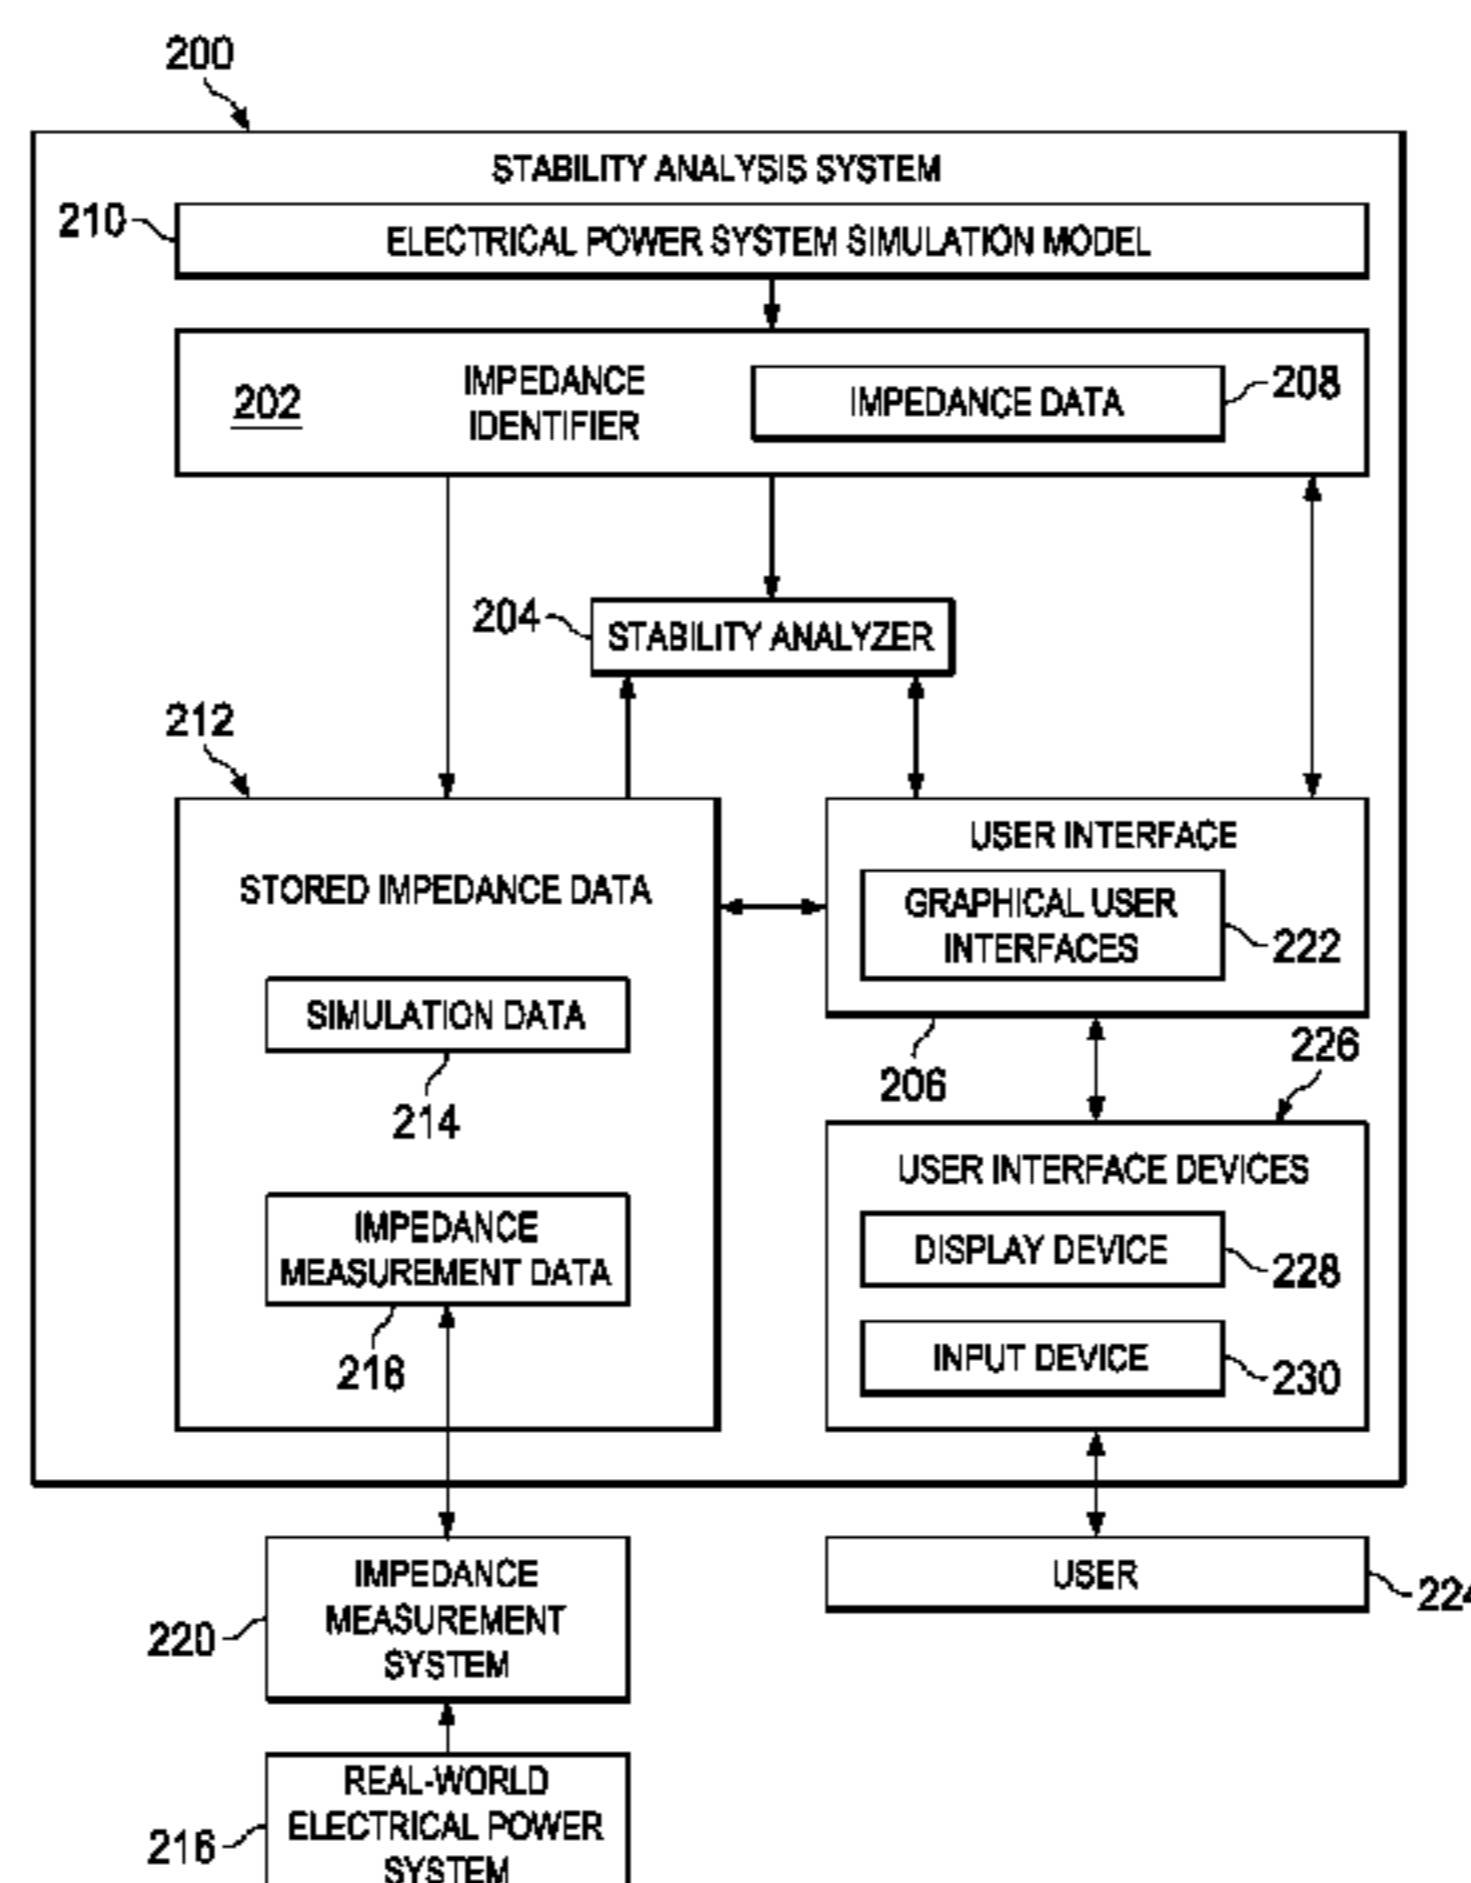 200
STABILITY ANALYSIS SYSTEM
210
ELECTRICAL POWER SYSTEM SIMULATION MODEL
202
IMPEDANCE
IDENTIFIER
IMPEDANCE DATA
208
204
STABILITY ANALYZER
212
STORED IMPEDANCE DATA
SIMULATION DATA
214
IMPEDANCE
MEASUREMENT DATA
216
USER INTERFACE
GRAPHICAL USER
INTERFACES
222
206
226
USER INTERFACE DEVICES
DISPLAY DEVICE
228
INPUT DEVICE
230
IMPEDANCE
MEASUREMENT
SYSTEM
220
USER
224
REAL-WORLD
ELECTRICAL POWER
SYSTEM
218